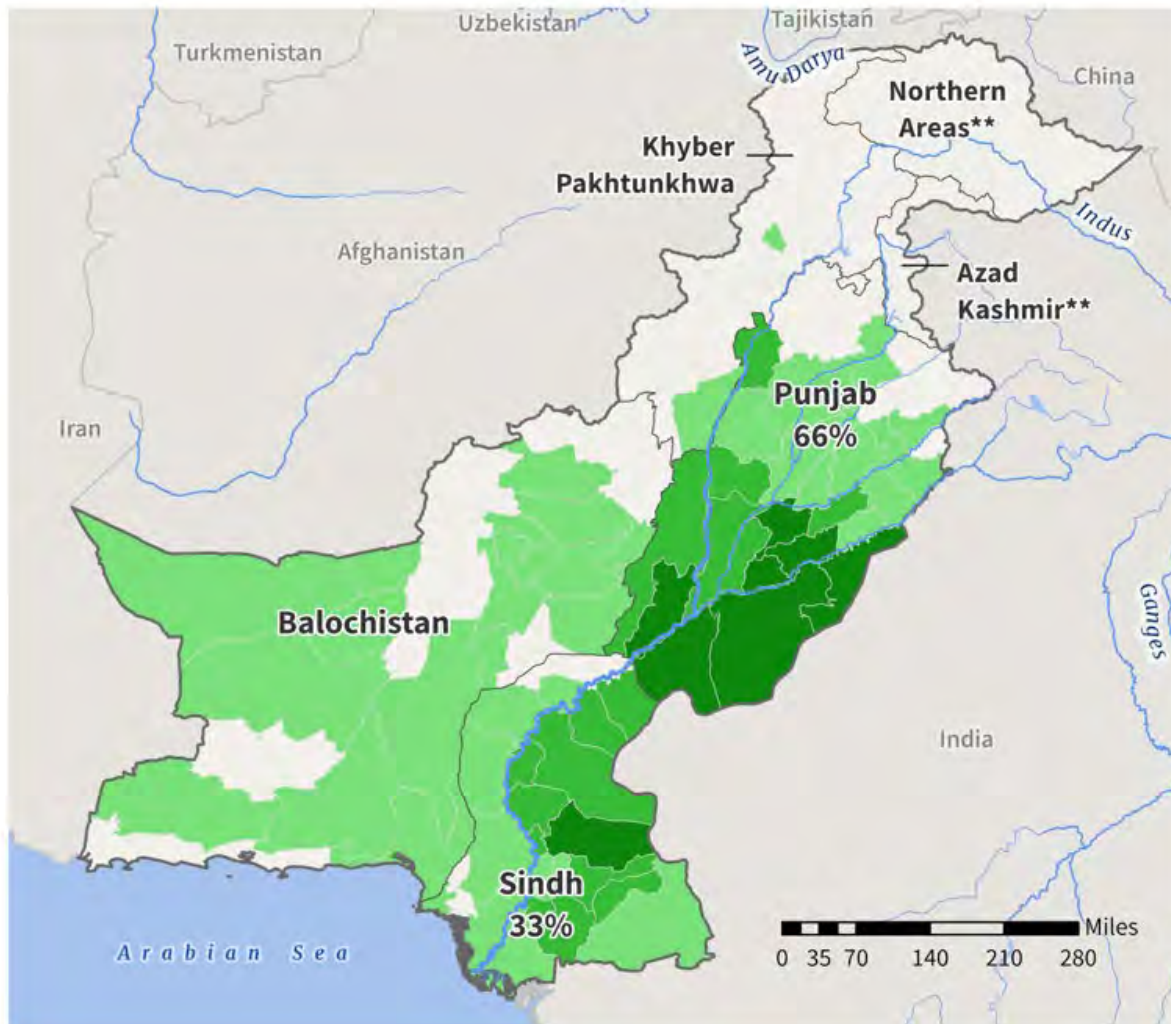 Uzbekistan
Tajikistan
Turkmenistan
Amu Darya
China
Northern
Areas**
Khyber
Pakhtunkhwa
Indus
Afghanistan
Azad
Kashmir**
Punjab
66%
Iran
Balochistan
Ganges
India
Sindh
33%
Miles
Arabian Sea
0 35 70 140 210 280